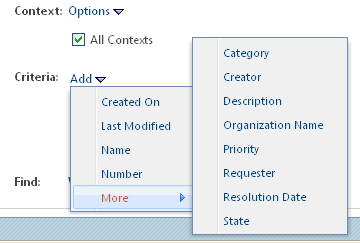 Context: Options
All Contexts
Criteria: Add
Created On
Last Modified
Name
Number
More
Category
Creator
Description
Organization Name
Priority
Requester
Resolution Date
State
Find: